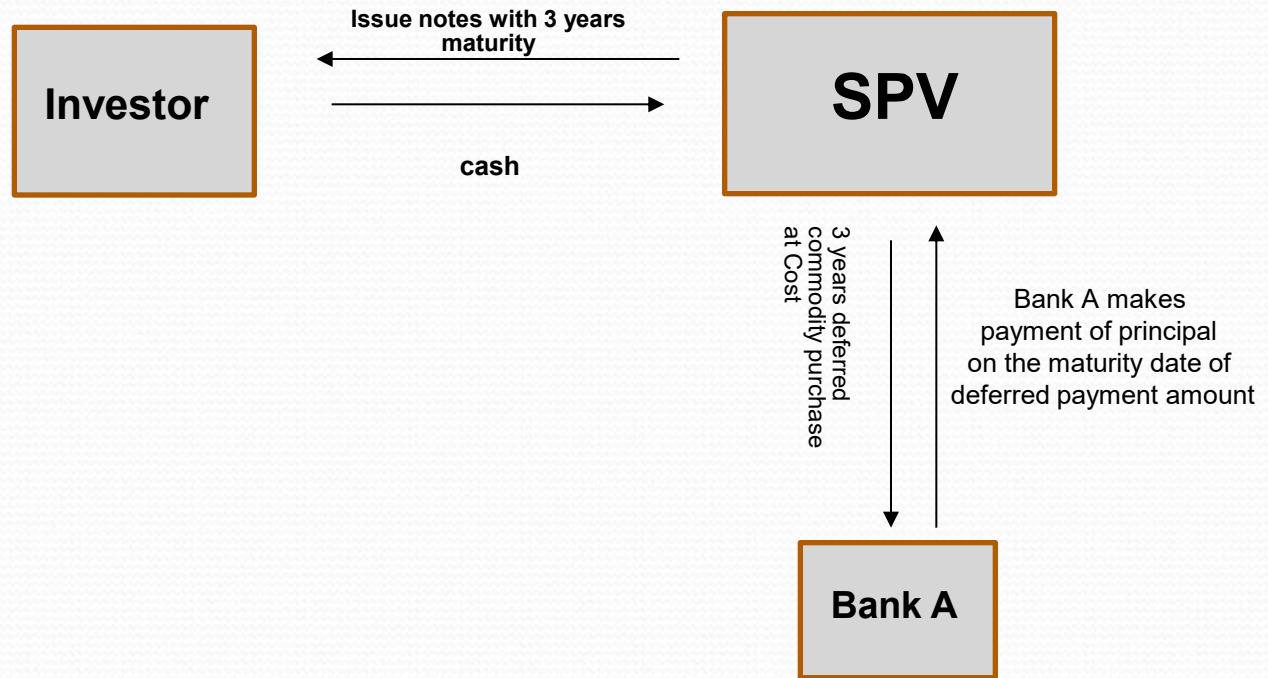 Issue notes with 3 years
maturity
Investor
SPV
cash
3 years deferred
commodity purchase
at Cost
Bank A makes
payment of principal
on the maturity date of
deferred payment amount
Bank A